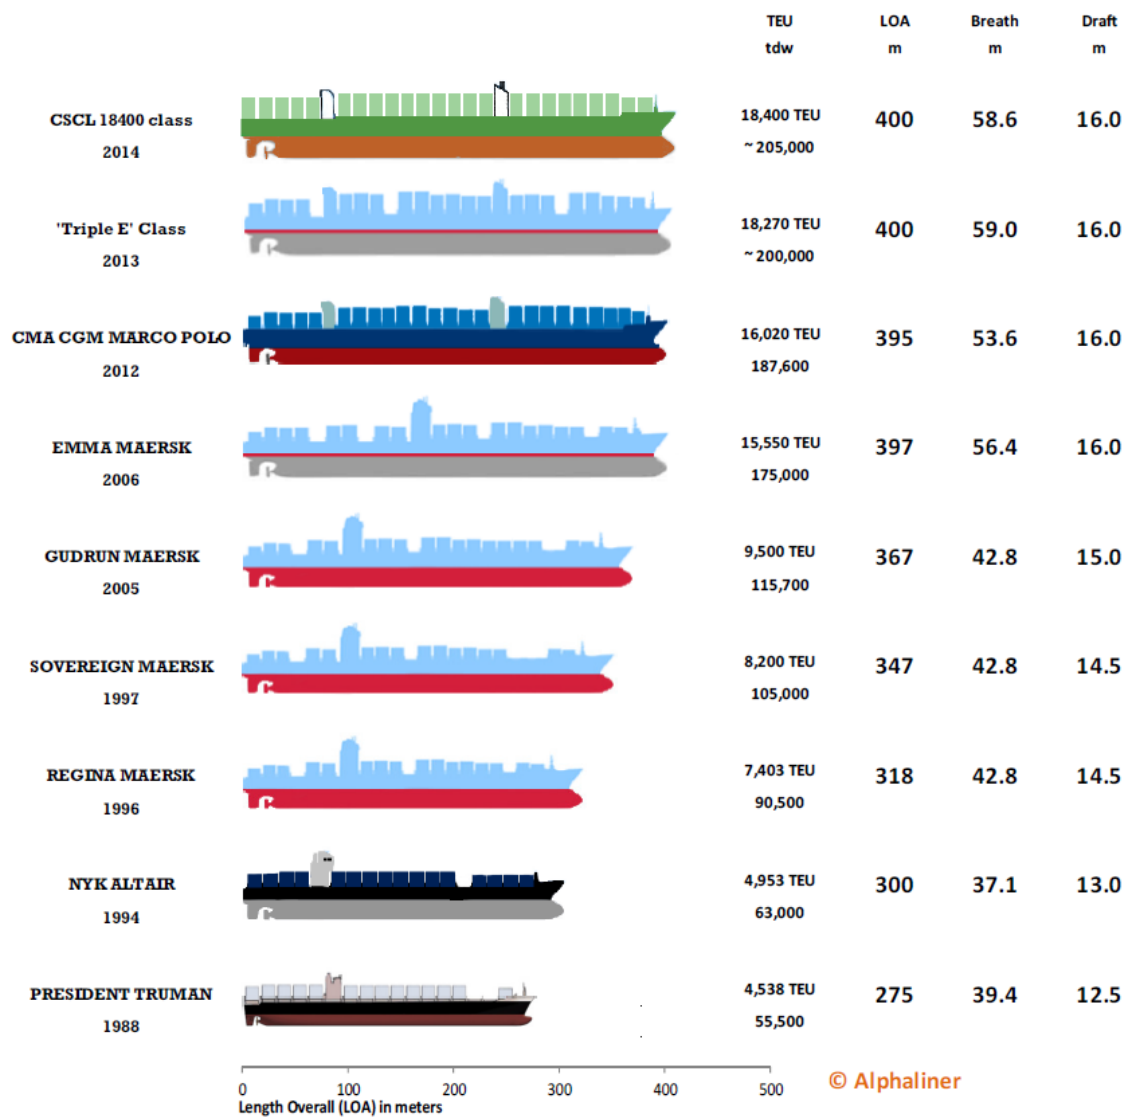 TEU LOA Breath Draft
tdw m m m
CSCL 18400 class 18,400 TEU 400 58.6 16.0
2014 ~ 205,000
'Triple E' Class 18,270 TEU 400 59.0 16.0
2013 ~ 200,000
CMA CGM MARCO POLO 16,020 TEU 395 53.6 16.0
2012 187,600
EMMA MAERSK 15,550 TEU 397 56.4 16.0
2006 175,000
GUDRUN MAERSK 9,500 TEU 367 42.8 15.0
2005 115,700
SOVEREIGN MAERSK 8,200 TEU 347 42.8 14.5
1997 105,000
REGINA MAERSK 7,403 TEU 318 42.8 14.5
1996 90,500
NYK ALTAIR 4,953 TEU 300 37.1 13.0
1994 63,000
PRESIDENT TRUMAN 4,538 TEU 275 39.4 12.5
1988 55,500
0 100 200 300 400 500
Length Overall (LOA) in meters
© Alphaliner